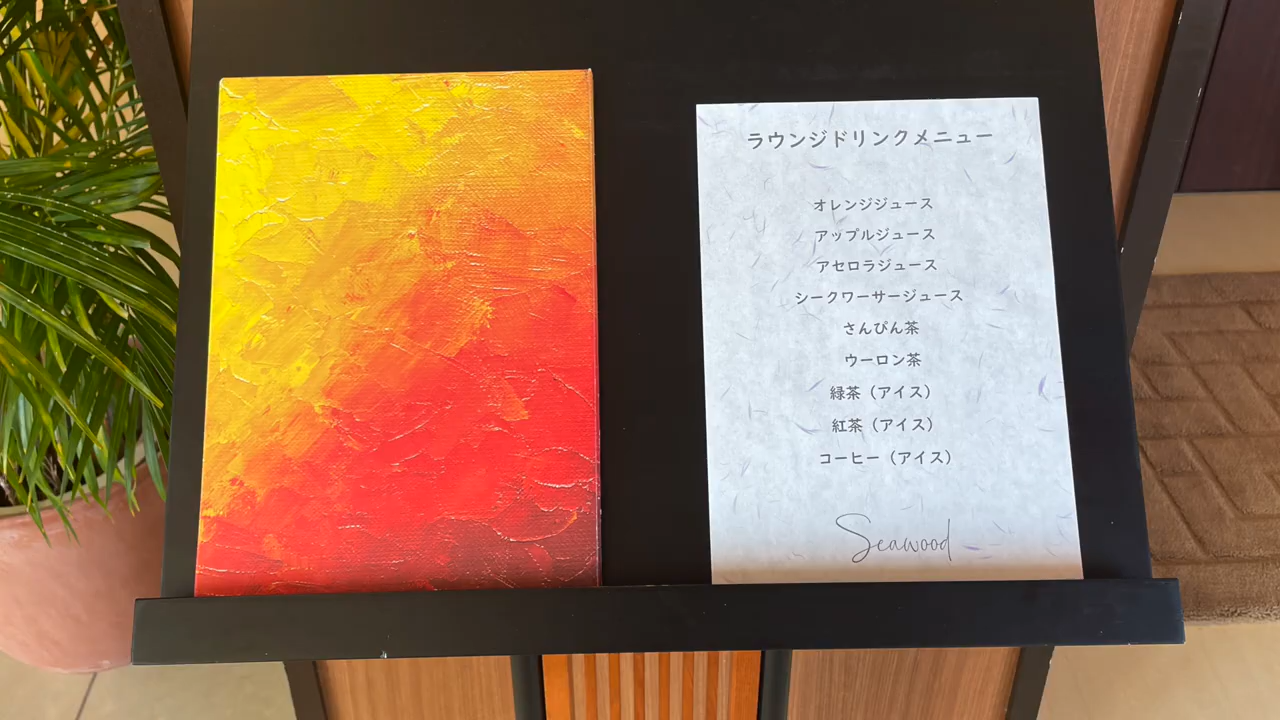 ラウンジドリンクメニュー
オレンジジュース
アップルジュース
アセロラジュース
シークワーサージュース
さんぴん茶
ウーロン茶
緑茶（アイス）
紅茶（アイス）
コーヒー（アイス）
Seawood